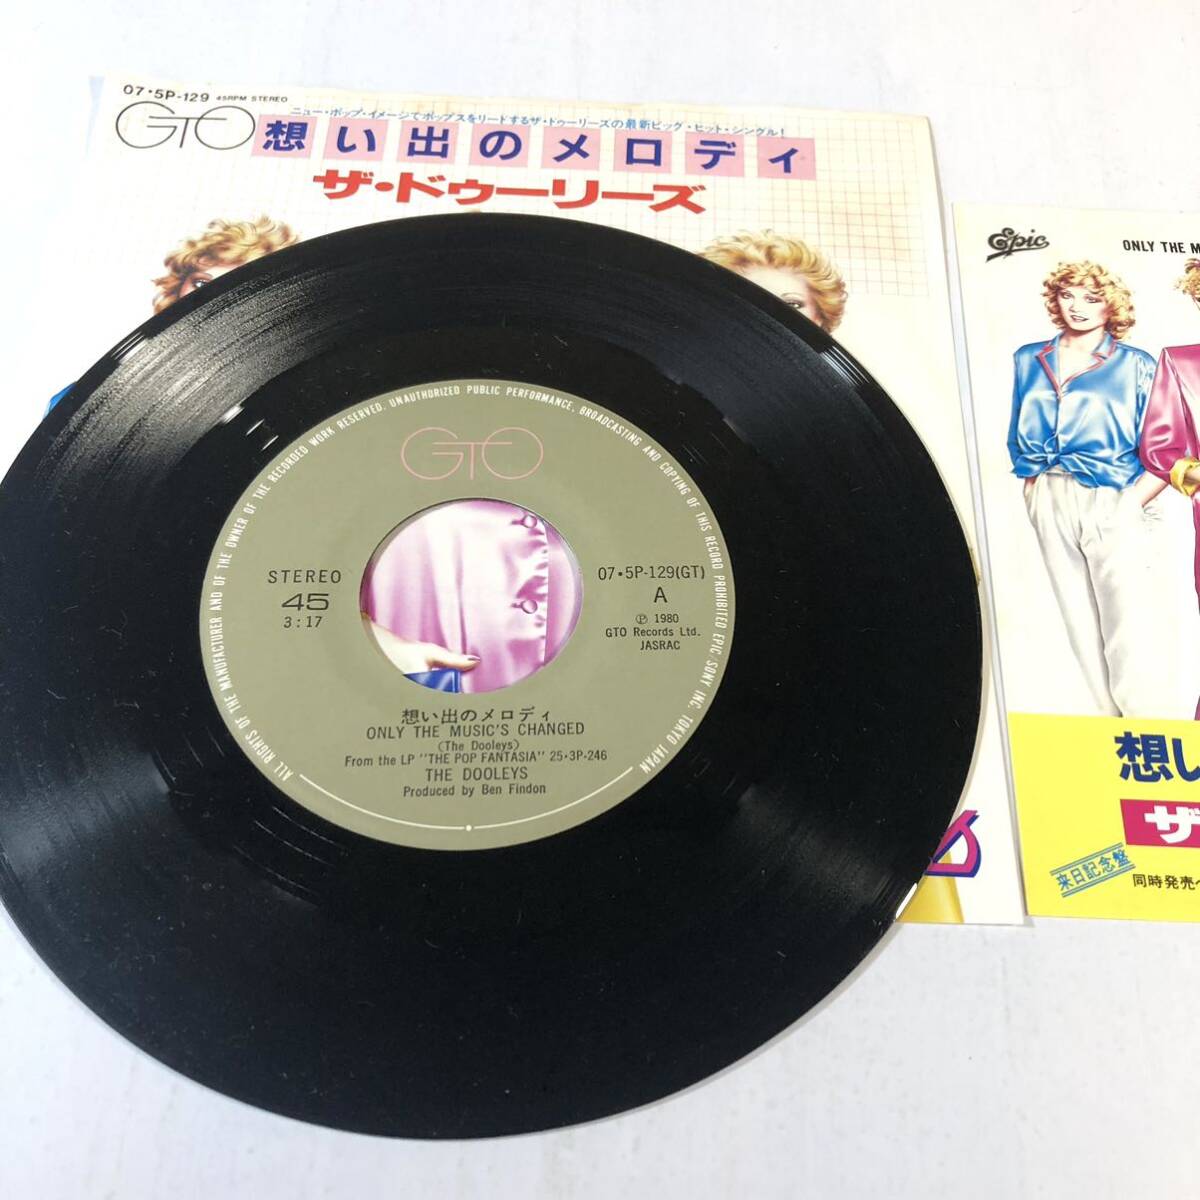 07・5P-129 45RPM STEREO
GTO
ニュー・ポップ・イメージでポップスをリードするザ・ドゥーリーズの最新ビッグ・ヒット・シングル!
想い出のメロディ
ザ・ドゥーリーズ
Epic
ONLY THE M
ALL RIGHTS OF THE MANUFACTURER AND OF THE OWNER OF THE RECORDED WORK RESERVED. UNAUTHORIZED PUBLIC PERFORMANCE, BROADCASTING AND COPYING OF THIS RECORD PROHIBITED EPIC/SONY INC. TOKYO JAPAN
GTO
STEREO
45
3:17
07・5P-129(GT)
A
Ⓟ 1980
GTO Records Ltd.
JASRAC
想い出のメロディ
ONLY THE MUSIC'S CHANGED
(The Dooleys)
From the LP "THE POP FANTASIA" 25・3P-246
THE DOOLEYS
Produced by Ben Findon
想い
ザ
来日記念盤
同時発売